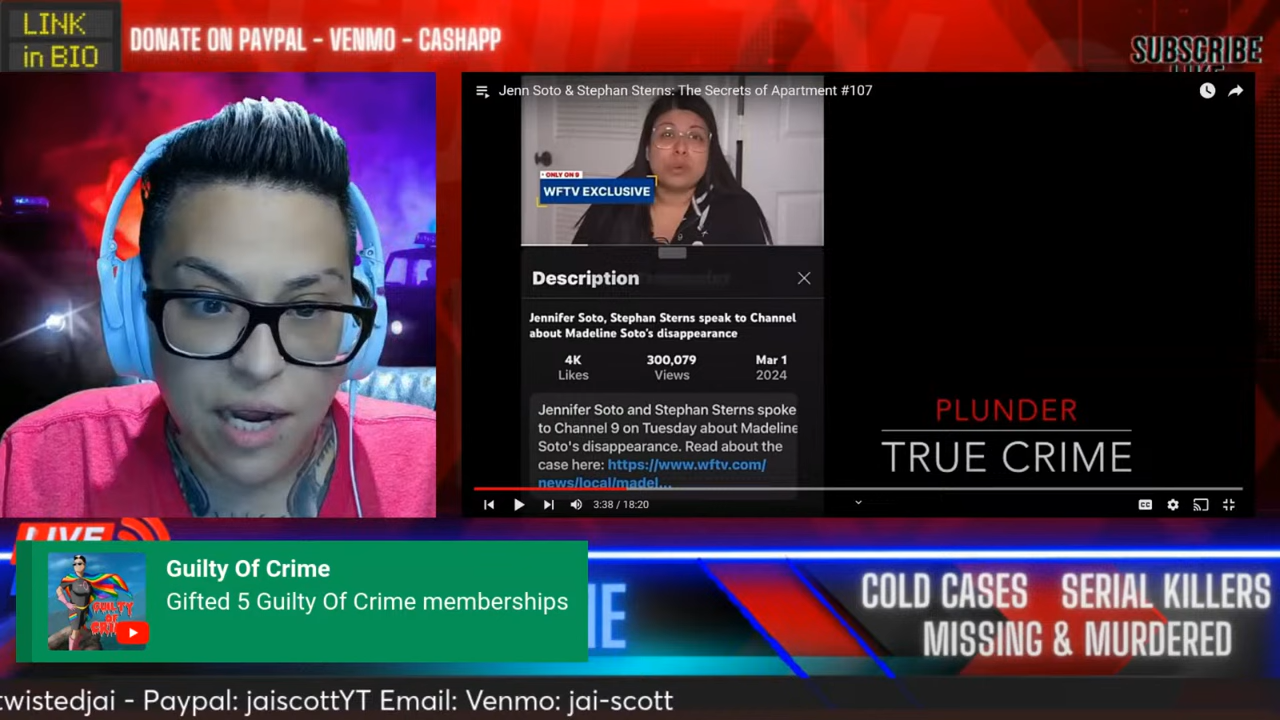 LINK
in BIO
DONATE ON PAYPAL - VENMO - CASHAPP
SUBSCRIBE
Jenn Soto & Stephan Sterns: The Secrets of Apartment #107
ONLY ON 9
WFTV EXCLUSIVE
Description
Jennifer Soto, Stephan Sterns speak to Channel
about Madeline Soto's disappearance
4K
300,079
Mar 1
Likes
Views
2024
Jennifer Soto and Stephan Sterns spoke
to Channel 9 on Tuesday about Madeline
Soto's disappearance. Read about the
case here: https://www.wftv.com/
news/local/madel...
PLUNDER
TRUE CRIME
3:38 / 18:20
LIVE
Guilty Of Crime
Gifted 5 Guilty Of Crime memberships
GUILTY
OF
COLD CASES SERIAL KILLERS
MISSING & MURDERED
twistedjai - Paypal: jaiscottYT Email: Venmo: jai-scott